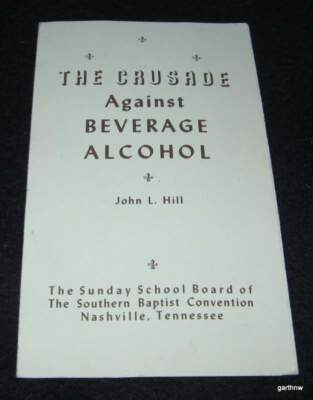 THE CRUSADE
Against
BEVERAGE
ALCOHOL
John L. Hill
The Sunday School Board of
The Southern Baptist Convention
Nashville, Tennessee
garthnw